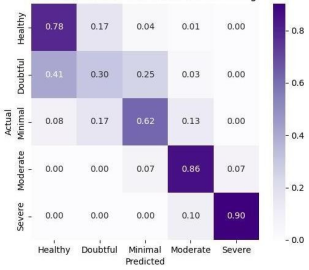 Healthy 0.78 0.17 0.04 0.01 0.00
Doubtful 0.41 0.30 0.25 0.03 0.00
Minimal 0.08 0.17 0.62 0.13 0.00
Moderate 0.00 0.00 0.07 0.86 0.07
Severe 0.00 0.00 0.00 0.10 0.90
Actual
Healthy Doubtful Minimal Moderate Severe
Predicted
0.8
0.6
0.4
0.2
0.0